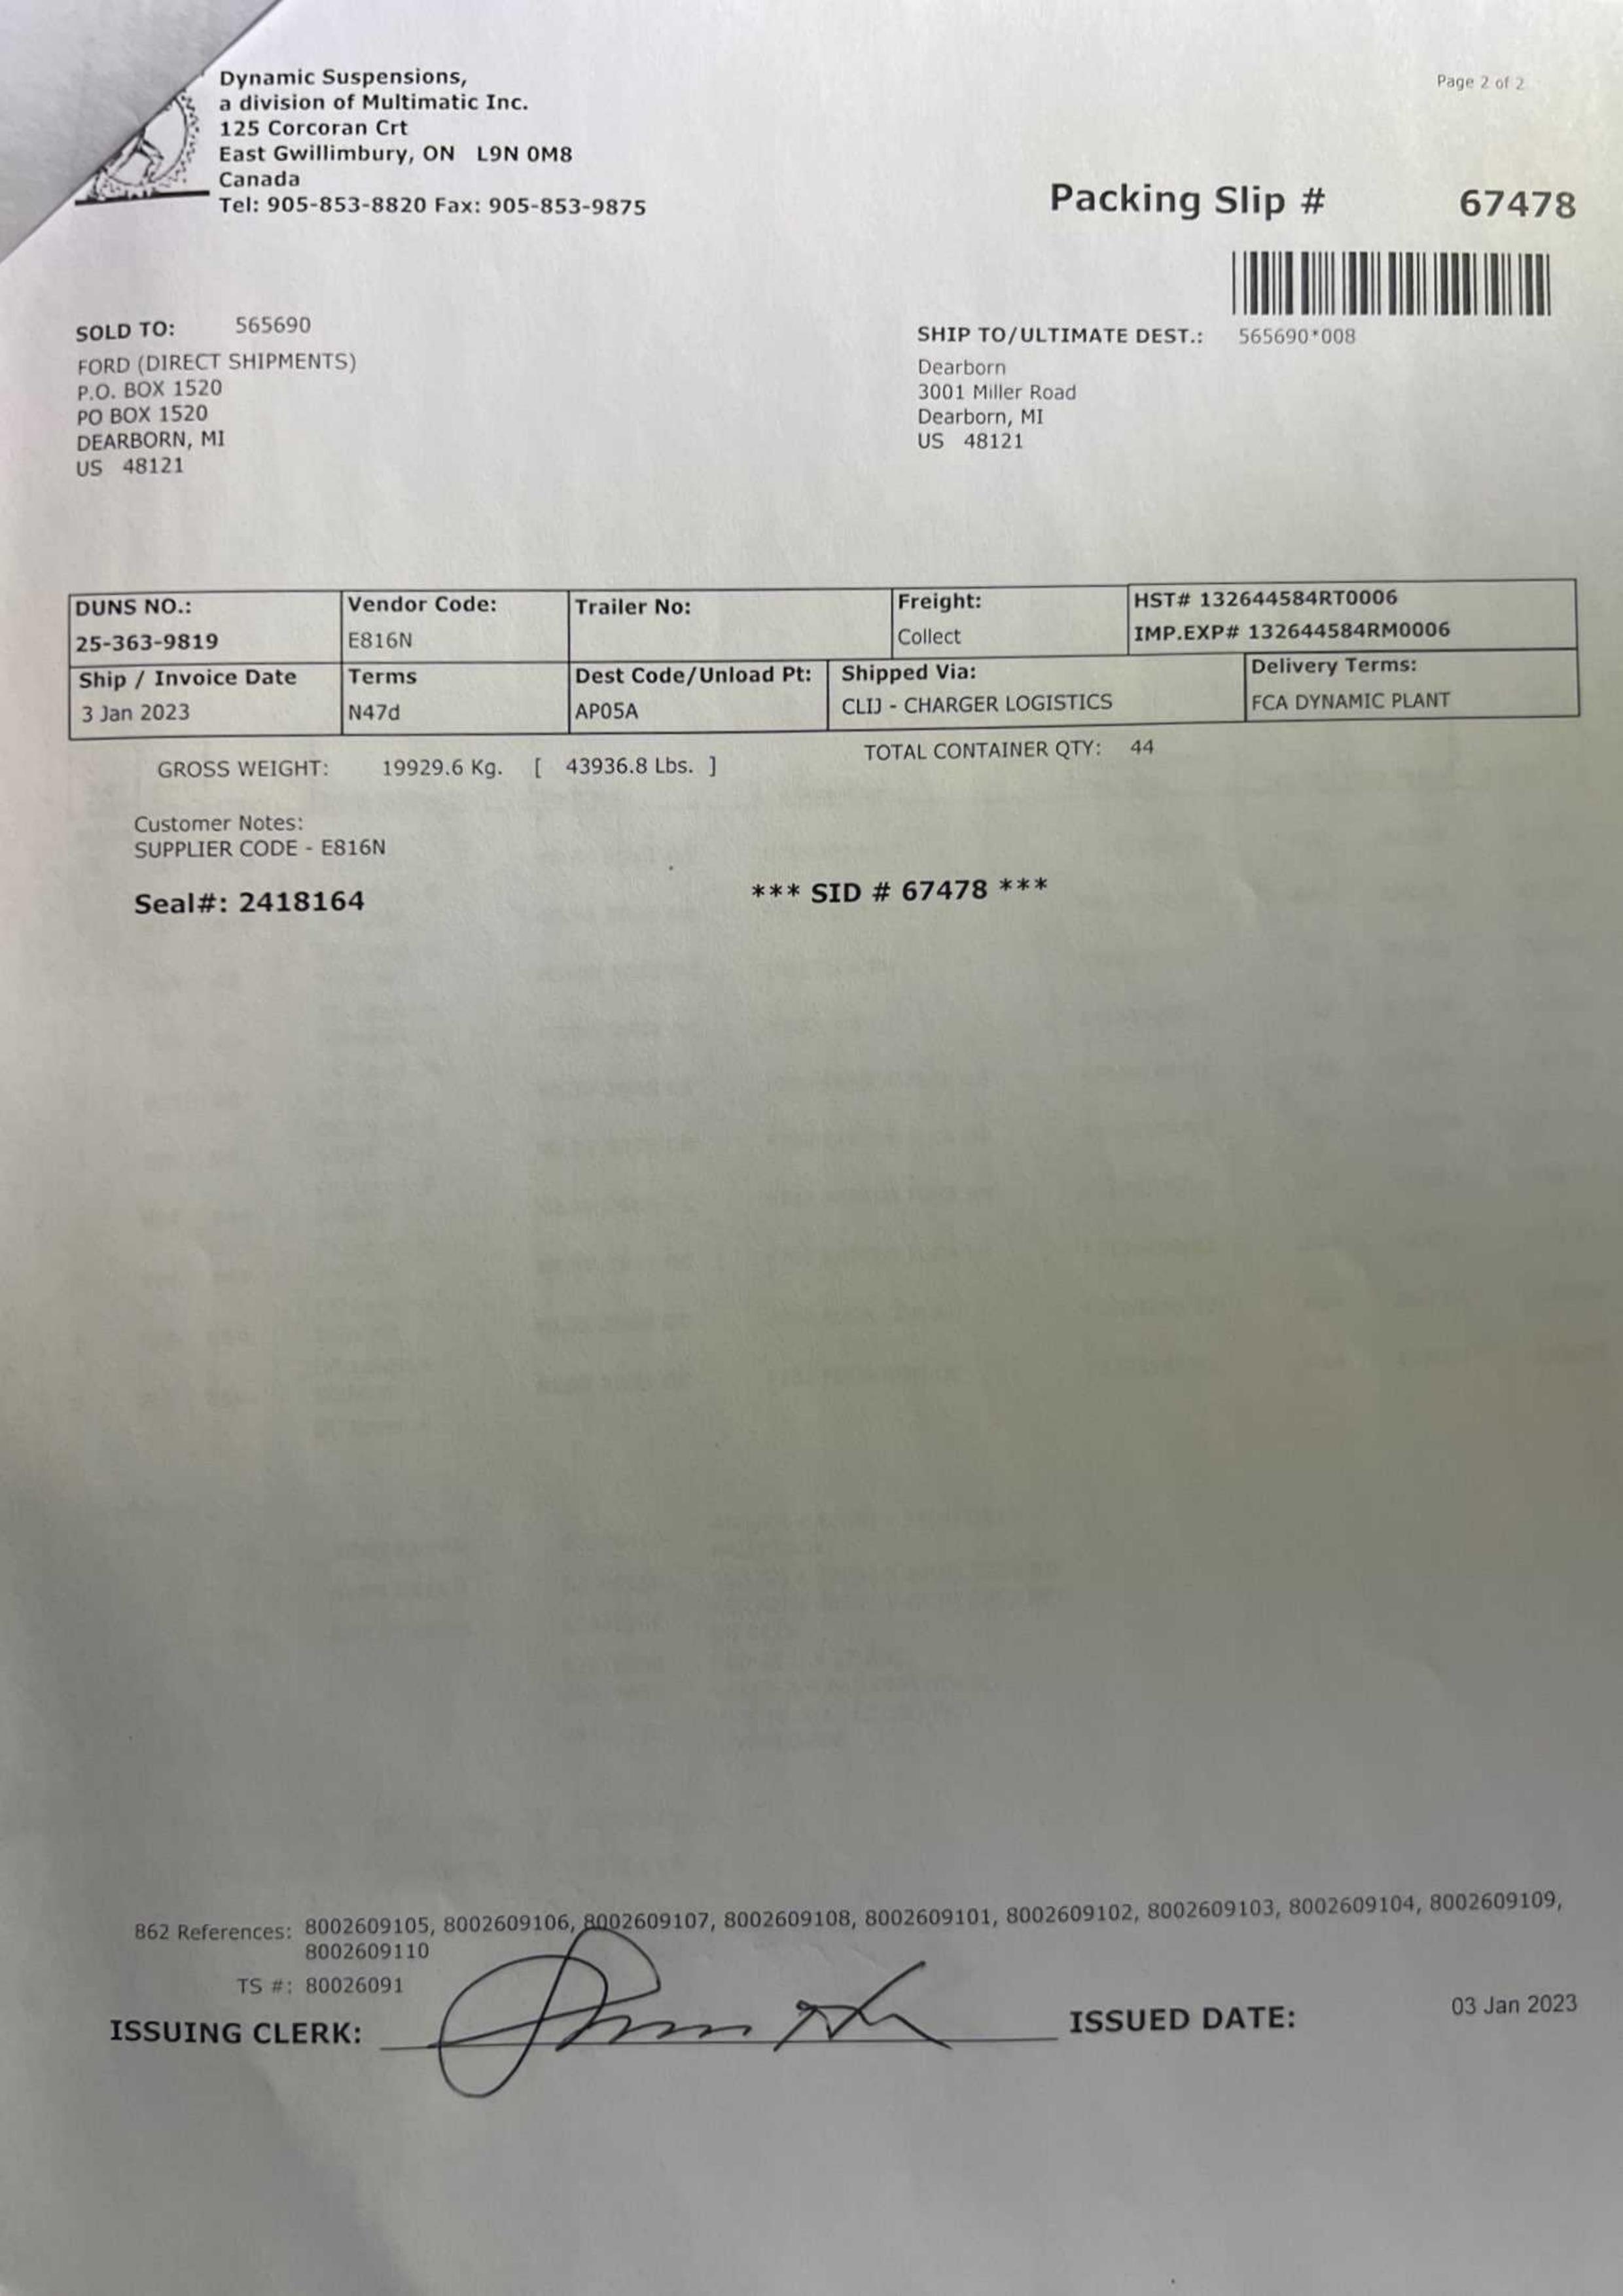 Dynamic Suspensions,
a division of Multimatic Inc.
125 Corcoran Crt
East Gwillimbury, ON L9N 0M8
Canada
Tel: 905-853-8820 Fax: 905-853-9875
Page 2 of 2
Packing Slip # 67478
SOLD TO: 565690
FORD (DIRECT SHIPMENTS)
P.O. BOX 1520
PO BOX 1520
DEARBORN, MI
US 48121
SHIP TO/ULTIMATE DEST.: 565690*008
Dearborn
3001 Miller Road
Dearborn, MI
US 48121
DUNS NO.: Vendor Code: Trailer No: Freight: HST# 132644584RT0006
25-363-9819 E816N Collect IMP.EXP# 132644584RM0006
Ship / Invoice Date Terms Dest Code/Unload Pt: Shipped Via: Delivery Terms:
3 Jan 2023 N47d AP05A CLIJ - CHARGER LOGISTICS FCA DYNAMIC PLANT
GROSS WEIGHT: 19929.6 Kg. [ 43936.8 Lbs. ] TOTAL CONTAINER QTY: 44
Customer Notes:
SUPPLIER CODE - E816N
Seal#: 2418164 *** SID # 67478 ***
862 References: 8002609105, 8002609106, 8002609107, 8002609108, 8002609101, 8002609102, 8002609103, 8002609104, 8002609109,
8002609110
TS #: 80026091
ISSUING CLERK: ISSUED DATE: 03 Jan 2023